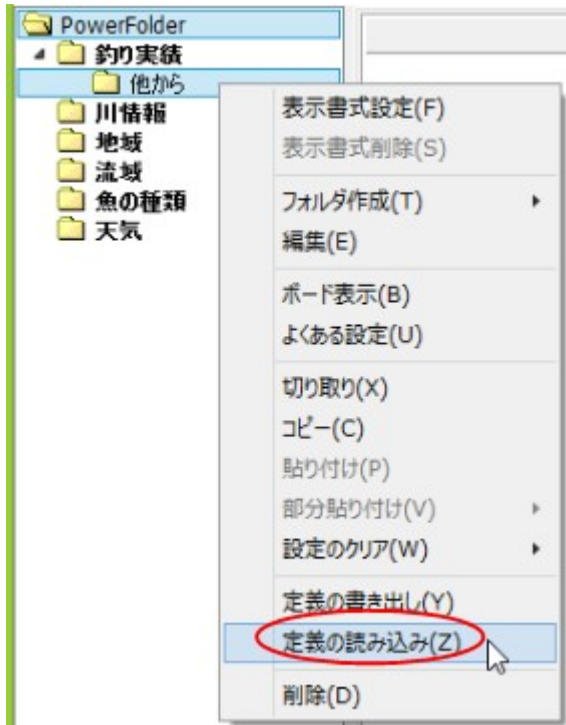 PowerFolder
釣り実績
他から
川情報
地域
流域
魚の種類
天気
表示書式設定(F)
表示書式削除(S)
フォルダ作成(T)
編集(E)
ボード表示(B)
よくある設定(U)
切り取り(X)
コピー(C)
貼り付け(P)
部分貼り付け(V)
設定のクリア(W)
定義の書き出し(Y)
定義の読み込み(Z)
削除(D)